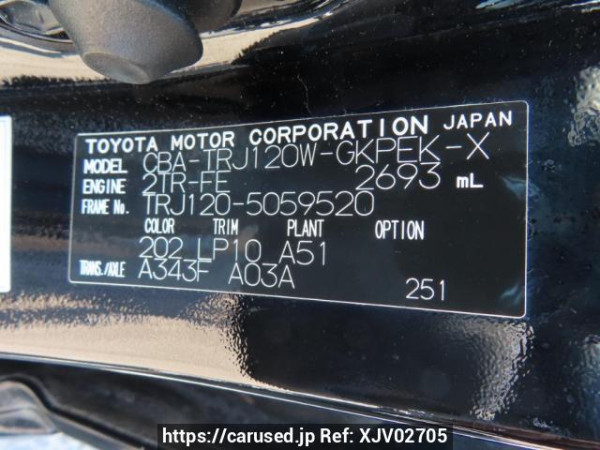 TOYOTA MOTOR CORPORATION JAPAN
MODEL CBA-TRJ120W-GKPEK-X
ENGINE 2TR-FE 2693 mL
FRAME No. TRJ120-5059520
COLOR TRIM PLANT OPTION
202 LP10 A51
TRANS./AXLE A343F A03A
251
https://carused.jp Ref: XJV02705